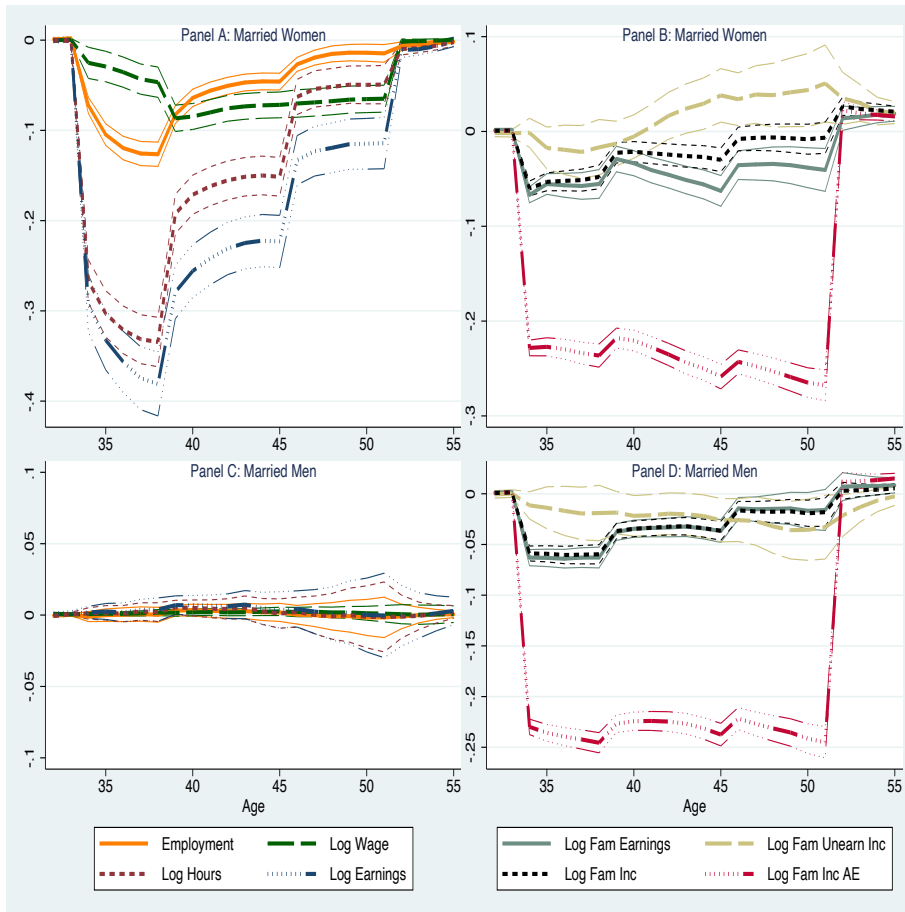 Panel A: Married Women
0
-.1
-.2
-.3
-.4
35
40
45
50
55
Panel B: Married Women
.1
0
-.1
-.2
-.3
35
40
45
50
55
Panel C: Married Men
.1
.05
0
-.05
-.1
35
40
45
50
55
Age
Panel D: Married Men
0
-.05
-.1
-.15
-.2
-.25
35
40
45
50
55
Age
Employment
Log Wage
Log Hours
Log Earnings
Log Fam Earnings
Log Fam Unearn Inc
Log Fam Inc
Log Fam Inc AE